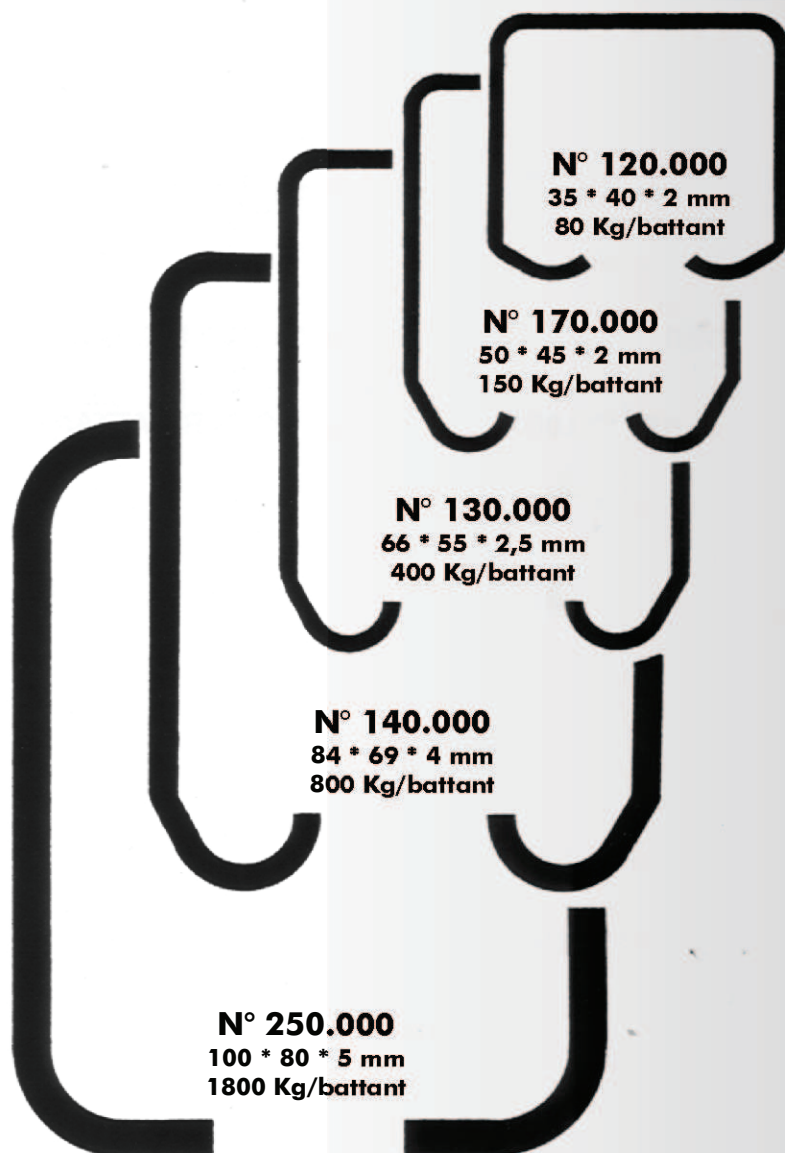 N° 120.000
35 * 40 * 2 mm
80 Kg/battant
N° 170.000
50 * 45 * 2 mm
150 Kg/battant
N° 130.000
66 * 55 * 2,5 mm
400 Kg/battant
N° 140.000
84 * 69 * 4 mm
800 Kg/battant
N° 250.000
100 * 80 * 5 mm
1800 Kg/battant